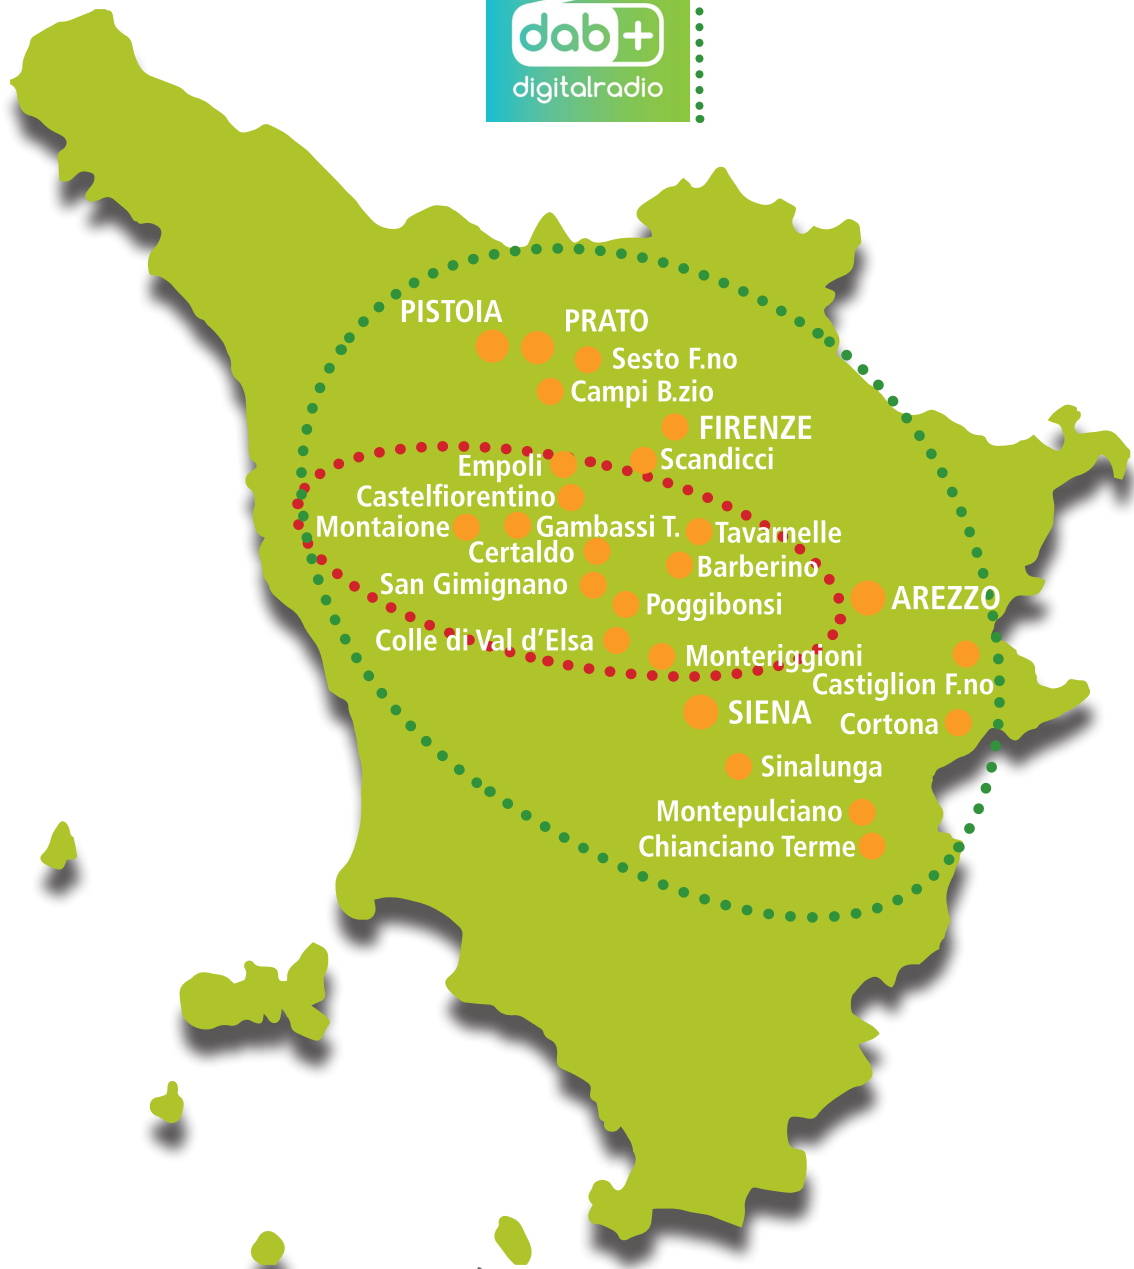 dab+
digitalradio
PISTOIA
PRATO
Sesto F.no
Campi B.zio
FIRENZE
Scandicci
Empoli
Castelfiorentino
Montaione
Gambassi T.
Tavarnelle
Certaldo
Barberino
San Gimignano
Poggibonsi
AREZZO
Colle di Val d'Elsa
Monteriggioni
Castiglion F.no
SIENA
Cortona
Sinalunga
Montepulciano
Chianciano Terme